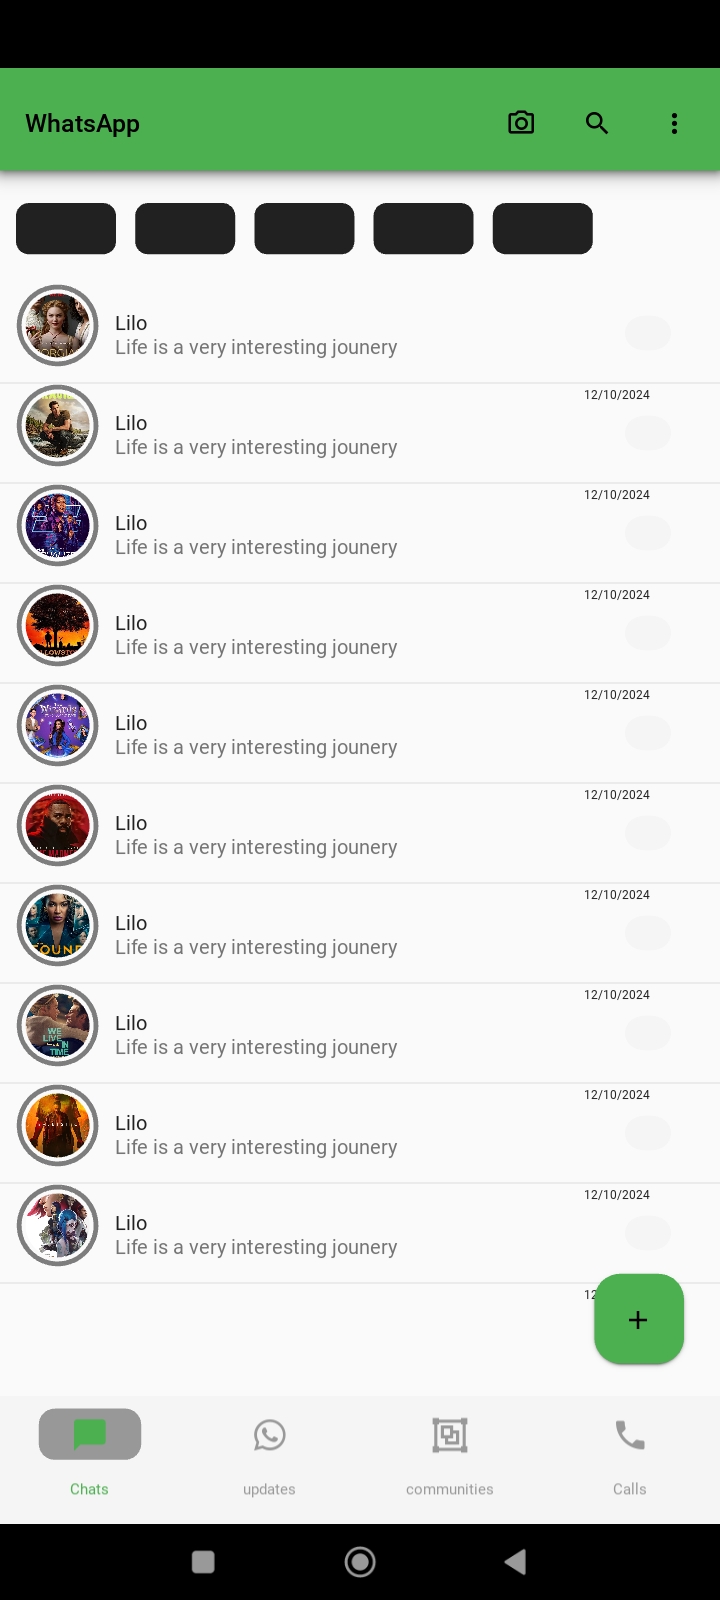 WhatsApp
Lilo
Life is a very interesting jounery
12/10/2024
Lilo
Life is a very interesting jounery
12/10/2024
Lilo
Life is a very interesting jounery
12/10/2024
Lilo
Life is a very interesting jounery
12/10/2024
Lilo
Life is a very interesting jounery
12/10/2024
Lilo
Life is a very interesting jounery
12/10/2024
Lilo
Life is a very interesting jounery
12/10/2024
Lilo
WE
LIVE
IN
TIME
Life is a very interesting jounery
12/10/2024
Lilo
Life is a very interesting jounery
12/10/2024
Lilo
Life is a very interesting jounery
12
Chats updates communities Calls